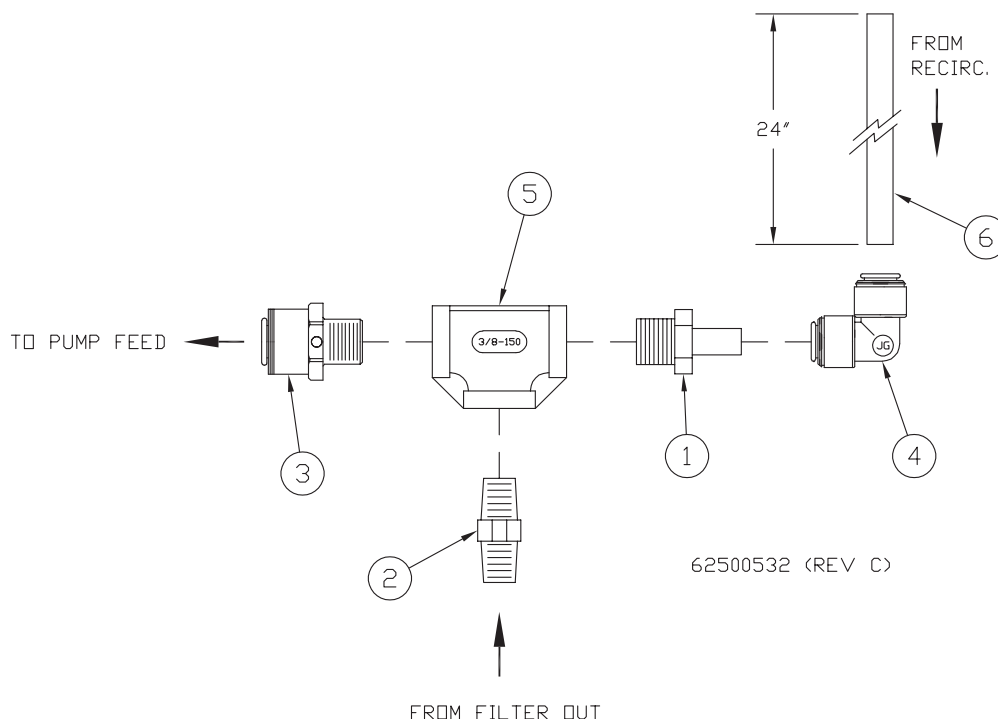 FROM
RECIRC.
24"
5
6
TO PUMP FEED
3/8-150
JG
3
1
4
2
62500532 (REV C)
FROM FILTER OUT